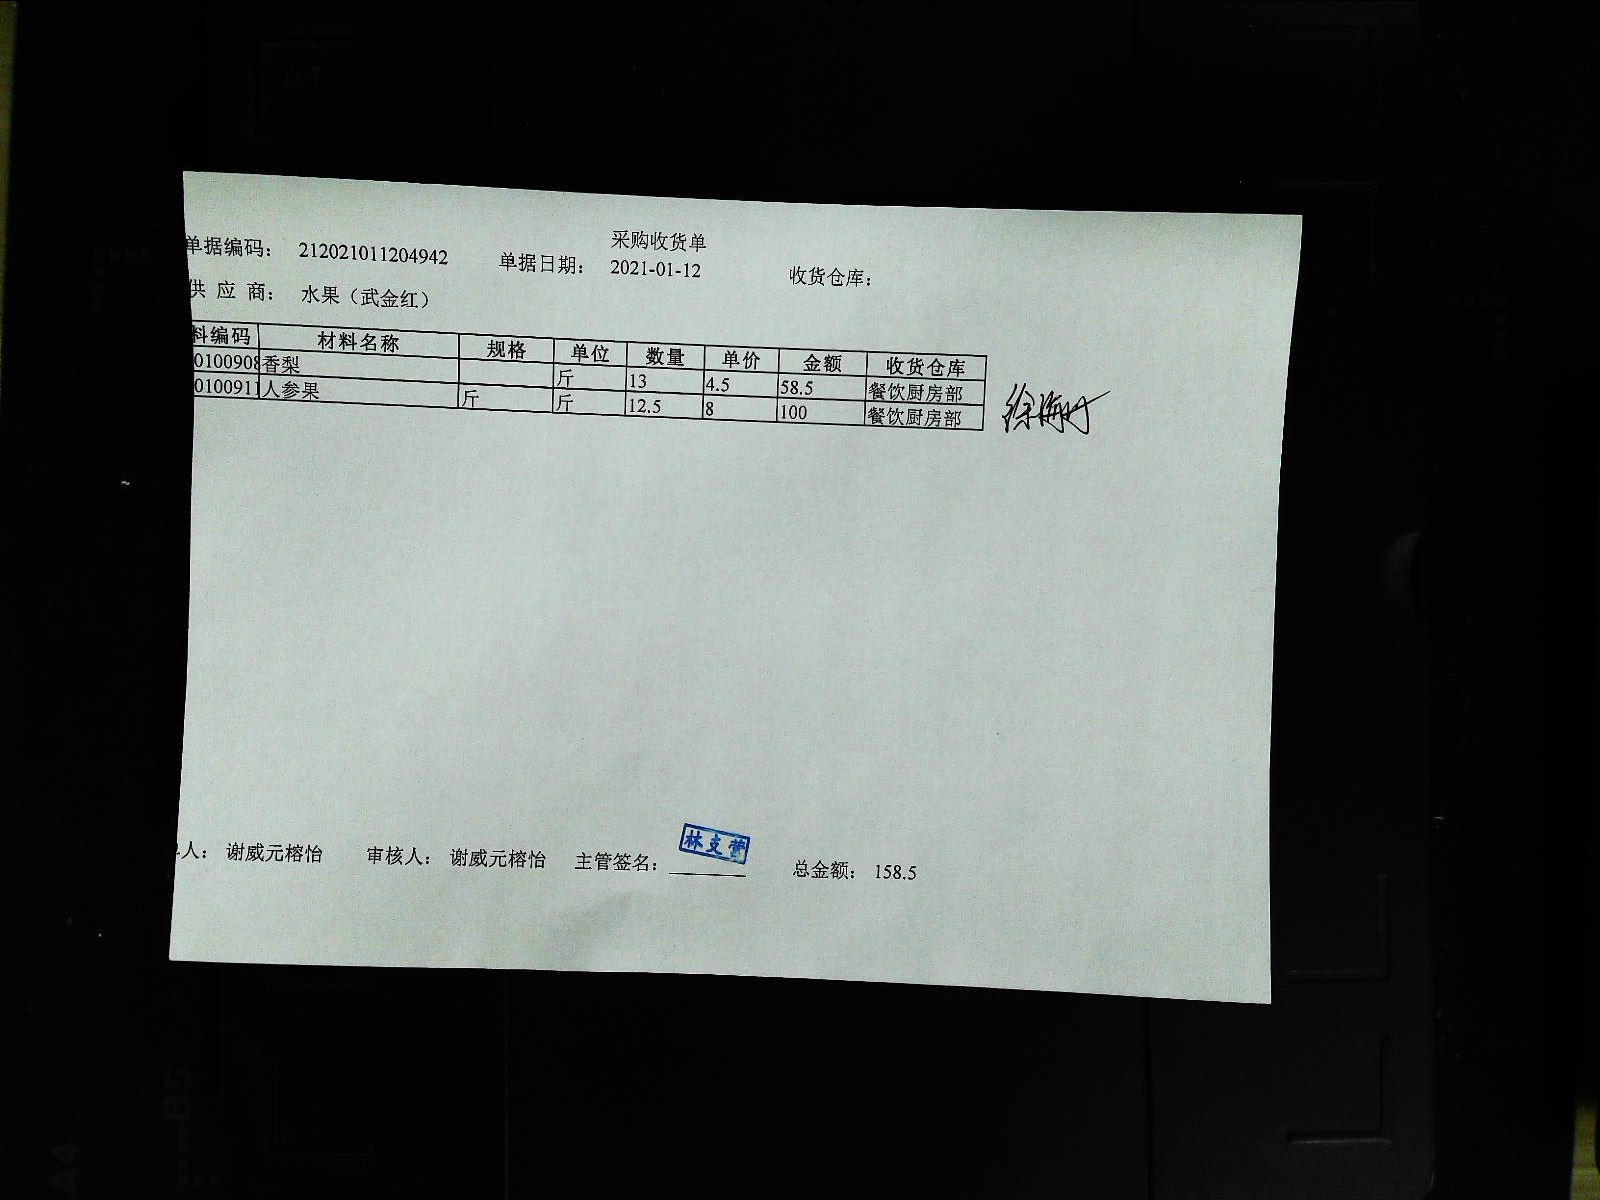 采购收货单
单据编码: 212021011204942 单据日期: 2021-01-12 收货仓库:
供 应 商: 水果（武金红）
料编码 材料名称 规格 单位 数量 单价 金额 收货仓库
0100908 香梨 斤 13 4.5 58.5 餐饮厨房部
0100911 人参果 斤 斤 12.5 8 100 餐饮厨房部
林支营
人: 谢威元榕怡 审核人: 谢威元榕怡 主管签名: 总金额: 158.5
A4
B5